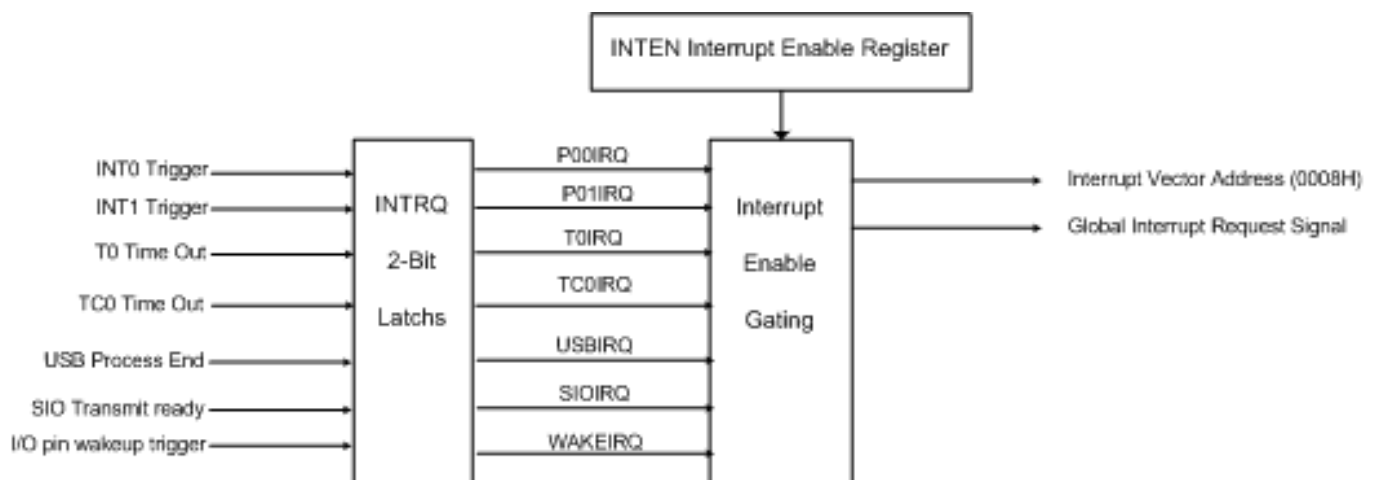 INTEN Interrupt Enable Register
INT0 Trigger
INT1 Trigger
T0 Time Out
TC0 Time Out
USB Process End
SIO Transmit ready
I/O pin wakeup trigger
INTRQ
2-Bit
Latchs
P00IRQ
P01IRQ
T0IRQ
TC0IRQ
USBIRQ
SIOIRQ
WAKEIRQ
Interrupt
Enable
Gating
Interrupt Vector Address (0008H)
Global Interrupt Request Signal